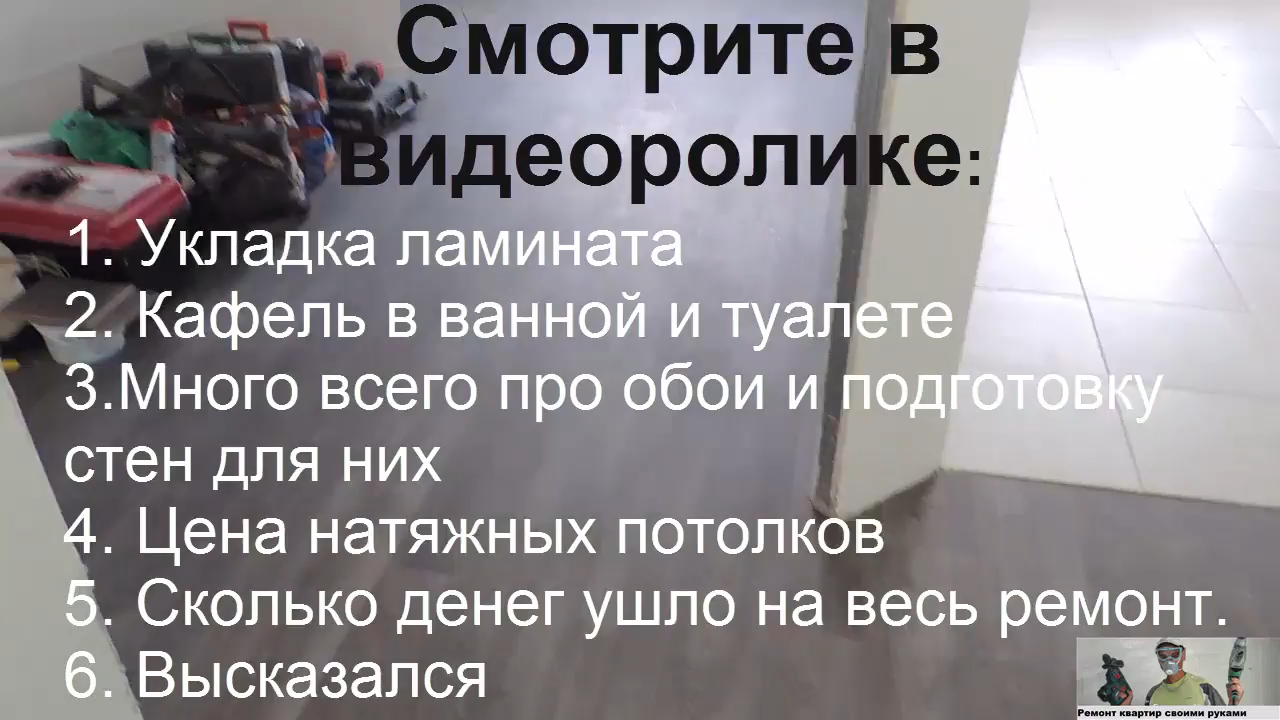 Смотрите в
видеоролике:
1. Укладка ламината
2. Кафель в ванной и туалете
3.Много всего про обои и подготовку
стен для них
4. Цена натяжных потолков
5. Сколько денег ушло на весь ремонт.
6. Высказался
Ремонт квартир своими руками